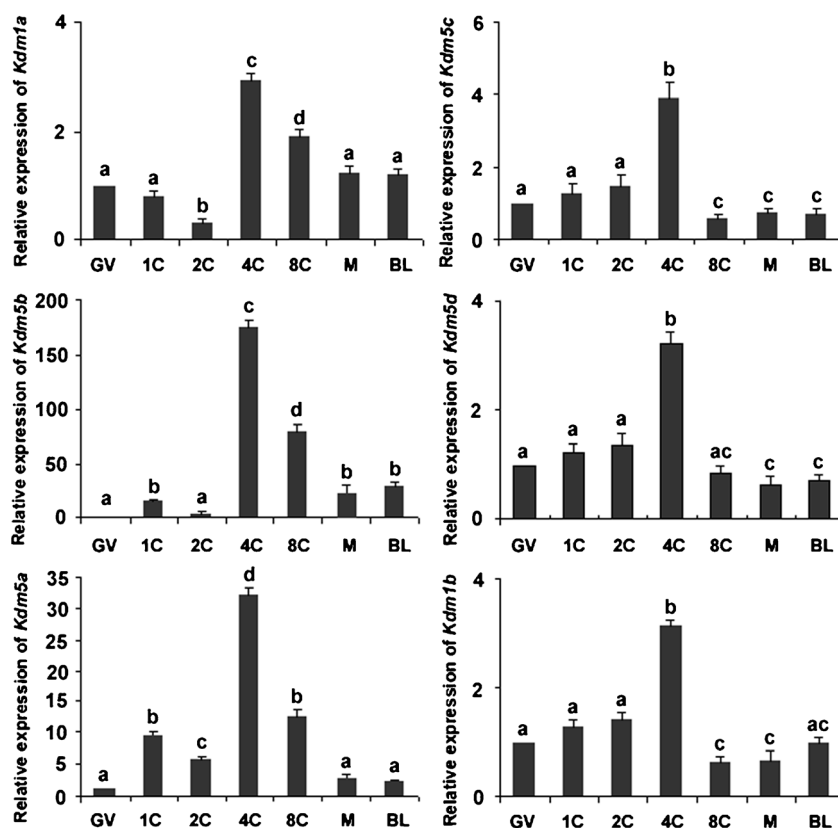 Relative expression of Kdm1a
4
2
0
a a b c d a a
GV 1C 2C 4C 8C M BL
Relative expression of Kdm5c
6
4
2
0
a a a b c c c
GV 1C 2C 4C 8C M BL
Relative expression of Kdm5b
200
150
100
50
0
a b a c d b b
GV 1C 2C 4C 8C M BL
Relative expression of Kdm5d
4
2
0
a a a b ac c c
GV 1C 2C 4C 8C M BL
Relative expression of Kdm5a
35
30
25
20
15
10
5
0
a b c d b a a
GV 1C 2C 4C 8C M BL
Relative expression of Kdm1b
4
2
0
a a a b c c ac
GV 1C 2C 4C 8C M BL